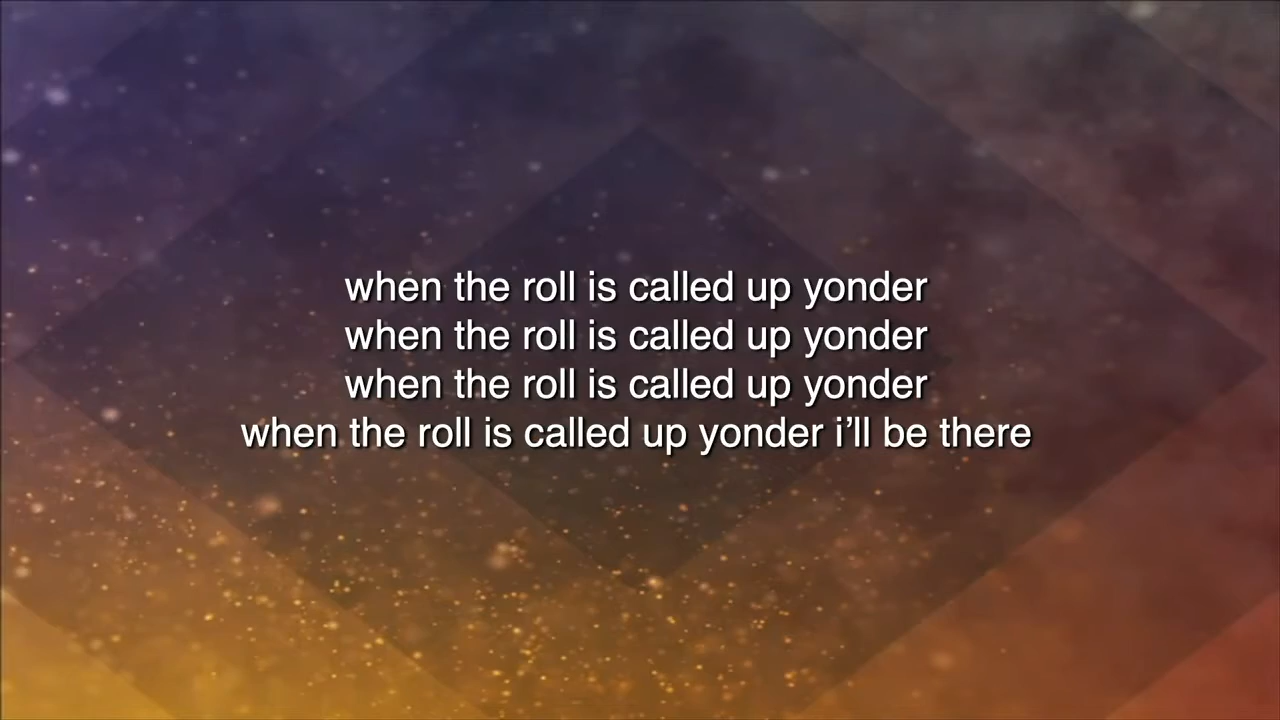 when the roll is called up yonder
when the roll is called up yonder
when the roll is called up yonder
when the roll is called up yonder i’ll be there